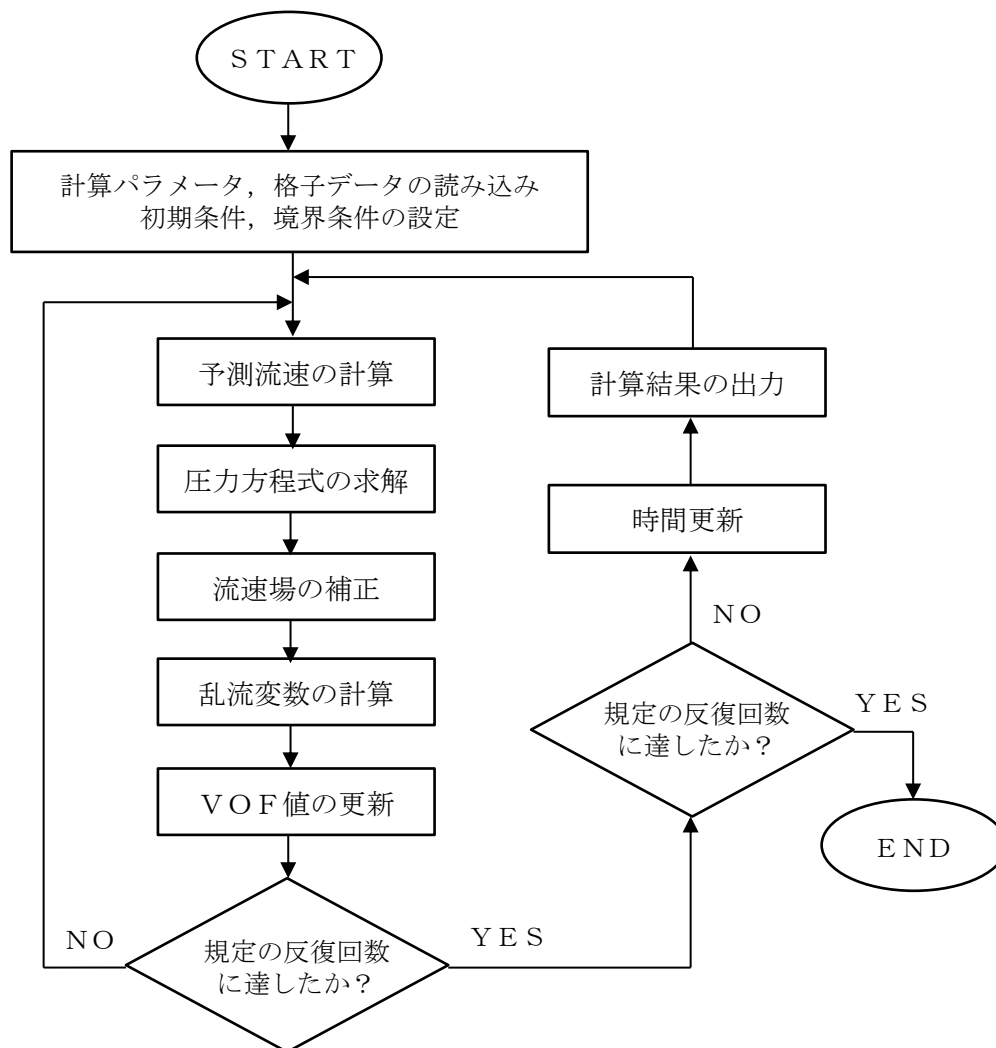 ＳＴＡＲＴ
計算パラメータ，格子データの読み込み
初期条件，境界条件の設定
予測流速の計算
圧力方程式の求解
流速場の補正
乱流変数の計算
ＶＯＦ値の更新
規定の反復回数
に達したか？
ＮＯ
ＹＥＳ
規定の反復回数
に達したか？
ＮＯ
ＹＥＳ
時間更新
計算結果の出力
ＥＮＤ